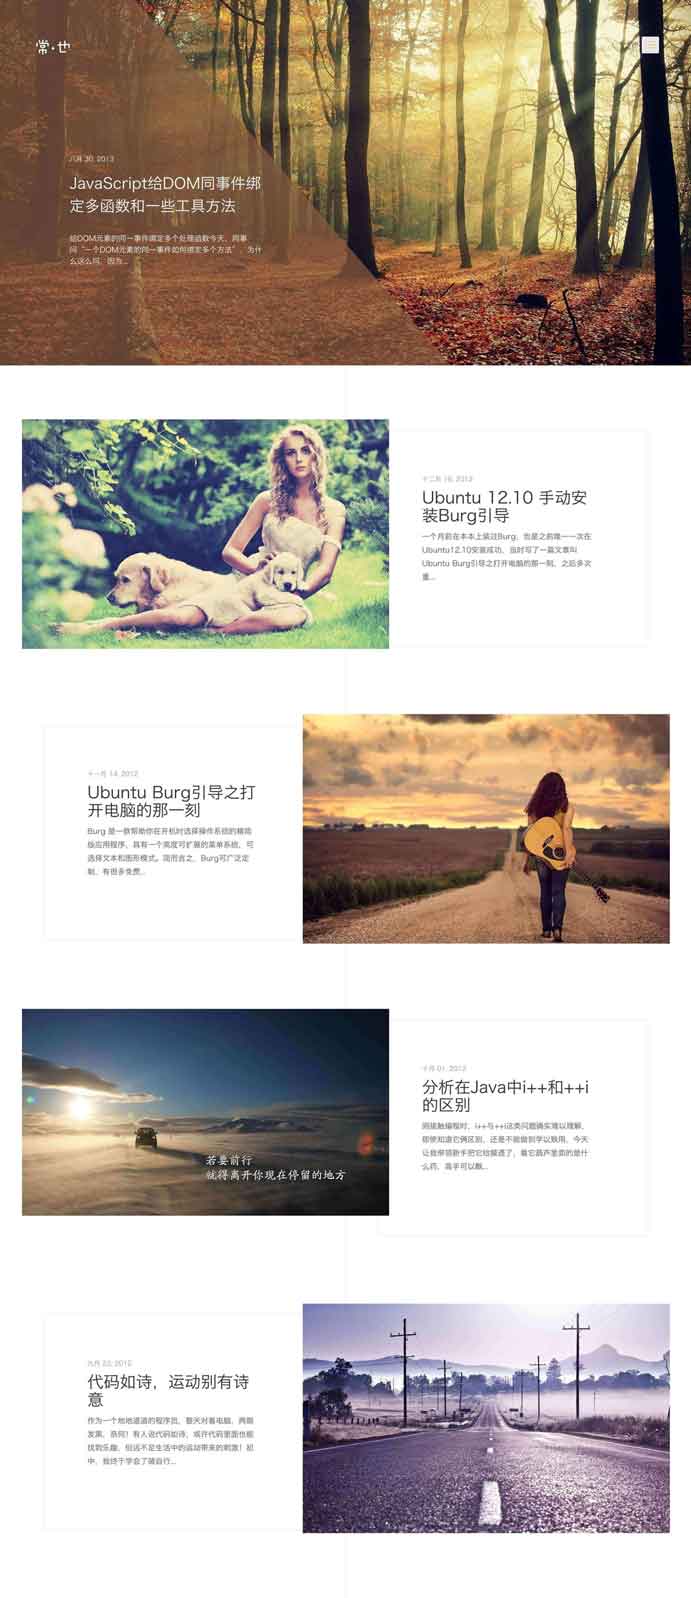 常·也
八月 30, 2013
JavaScript给DOM同事件绑
定多函数和一些工具方法
给DOM元素的同一事件绑定多个处理函数今天，同事
问“一个DOM元素的同一事件如何绑定多个方法”，为什
么这么问，因为...
十二月 16, 2012
Ubuntu 12.10 手动安
装Burg引导
一个月前在本本上装过Burg，也是之前唯一一次在
Ubuntu12.10安装成功，当时写了一篇文章叫
Ubuntu Burg引导之打开电脑的那一刻，之后多次
重...
十一月 14, 2012
Ubuntu Burg引导之打
开电脑的那一刻
Burg 是一款帮助你在开机时选择操作系统的精简
版应用程序，具有一个高度可扩展的菜单系统，可
选择文本和图形模式。简而言之，Burg可广泛定
制，有很多免费...
若要前行
就得离开你现在停留的地方
十月 01, 2012
分析在Java中i++和++i
的区别
刚接触编程时，i++与++i这类问题确实难以理解，
即使知道它俩区别，还是不能做到学以致用，今天
让我带领新手把它给摸透了，看它葫芦里卖的是什
么药，高手可以飘...
九月 23, 2012
代码如诗，运动别有诗
意
作为一个地地道道的程序员，整天对着电脑，两眼
发黑，奈何！有人说代码如诗，或许代码里面也能
找到乐趣，但远不足生活中的运动带来的刺激！初
中，我终于学会了骑自行...